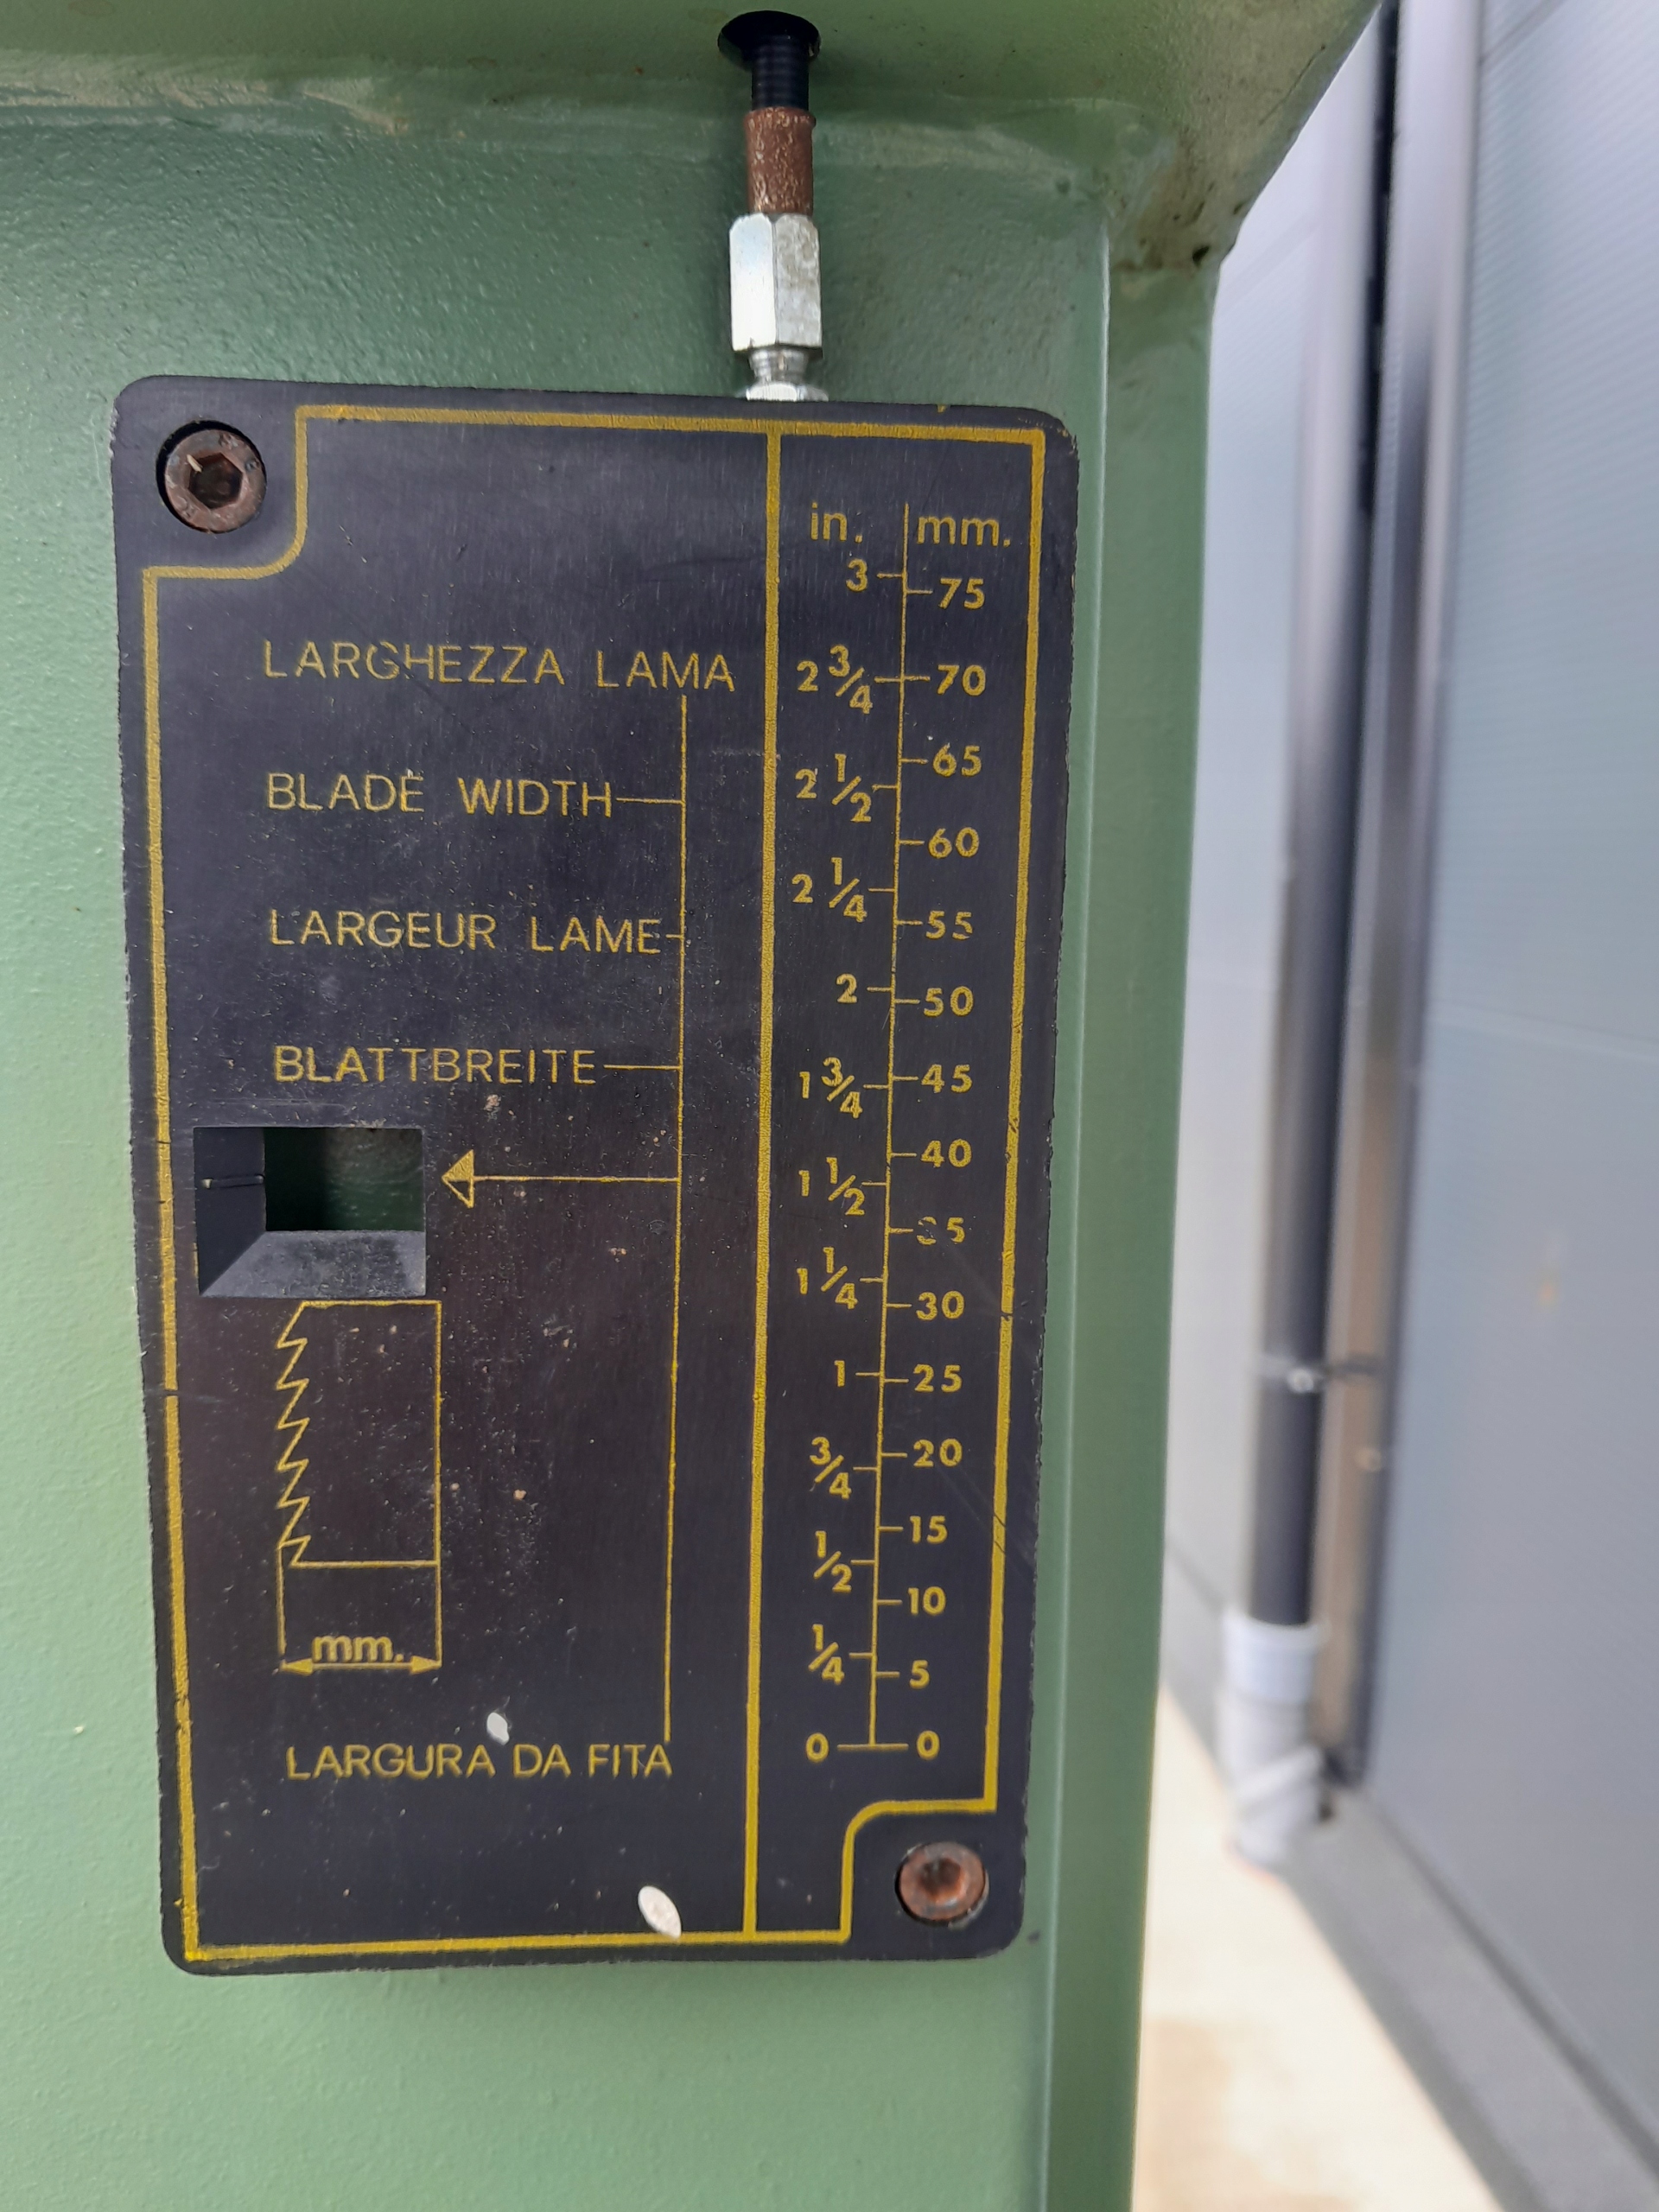 in. mm.
3 75
LARGHEZZA LAMA
2 3/4 70
65
BLADE WIDTH
2 1/2
60
2 1/4
LARGEUR LAME
55
2 50
BLATTBREITE
1 3/4 45
40
1 1/2
35
1 1/4
30
1 25
20
3/4
15
1/2
10
mm.
1/4
5
0 0
LARGURA DA FITA